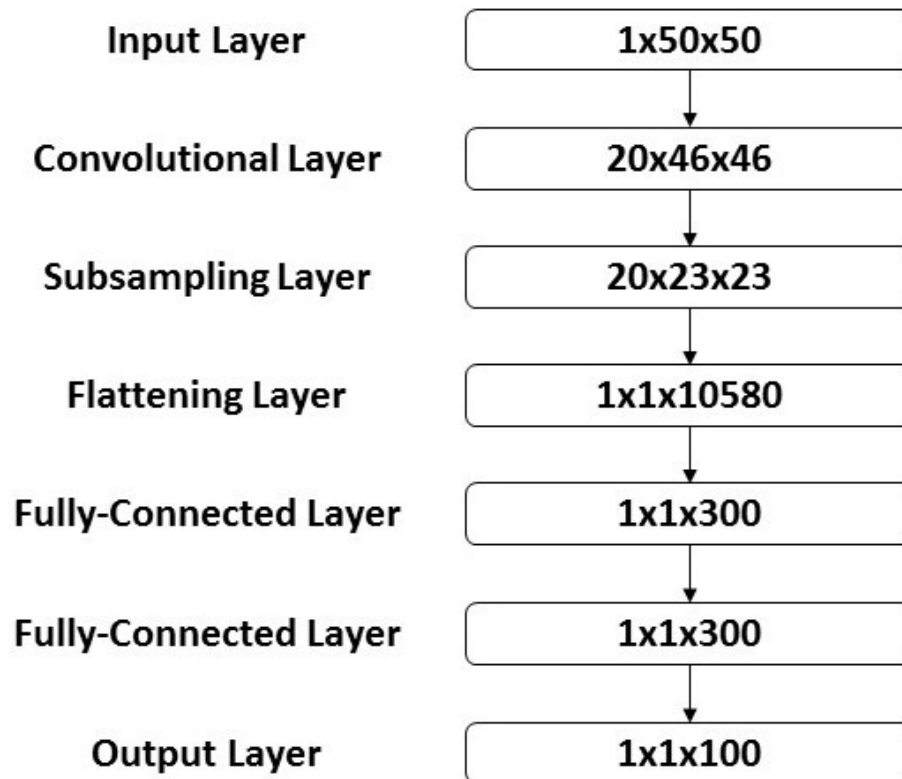 Input Layer 1x50x50
Convolutional Layer 20x46x46
Subsampling Layer 20x23x23
Flattening Layer 1x1x10580
Fully-Connected Layer 1x1x300
Fully-Connected Layer 1x1x300
Output Layer 1x1x100